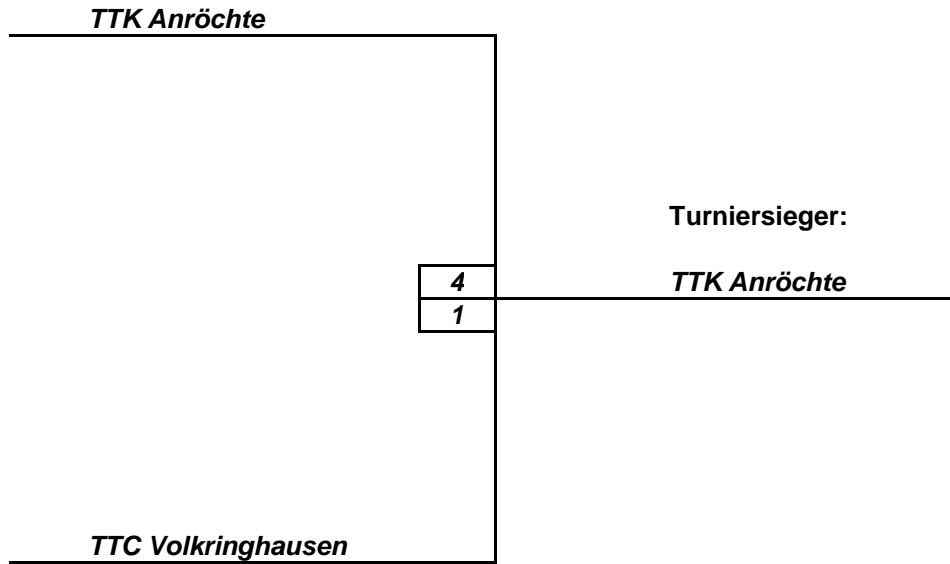 TTK Anröchte
Turniersieger:
4
TTK Anröchte
1
TTC Volkringhausen